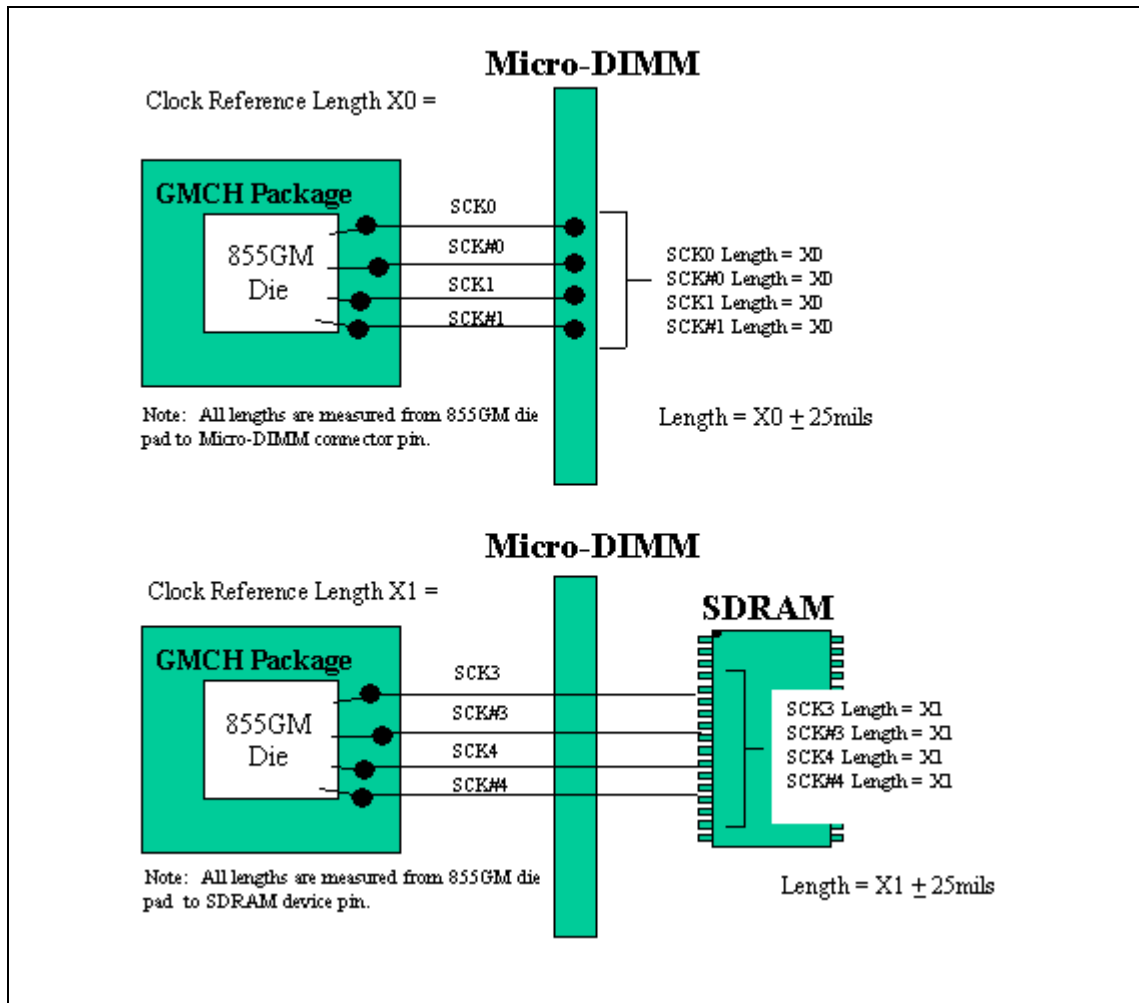 Micro-DIMM
Clock Reference Length X0 =
GMCH Package
855GM
Die
SCK0
SCK#0
SCK1
SCK#1
SCK0 Length = X0
SCK#0 Length = X0
SCK1 Length = X0
SCK#1 Length = X0
Note: All lengths are measured from 855GM die
pad to Micro-DIMM connector pin.
Length = X0 ± 25mils
Micro-DIMM
Clock Reference Length X1 =
SDRAM
GMCH Package
855GM
Die
SCK3
SCK#3
SCK4
SCK#4
SCK3 Length = X1
SCK#3 Length = X1
SCK4 Length = X1
SCK#4 Length = X1
Note: All lengths are measured from 855GM die
pad to SDRAM device pin.
Length = X1 ± 25mils